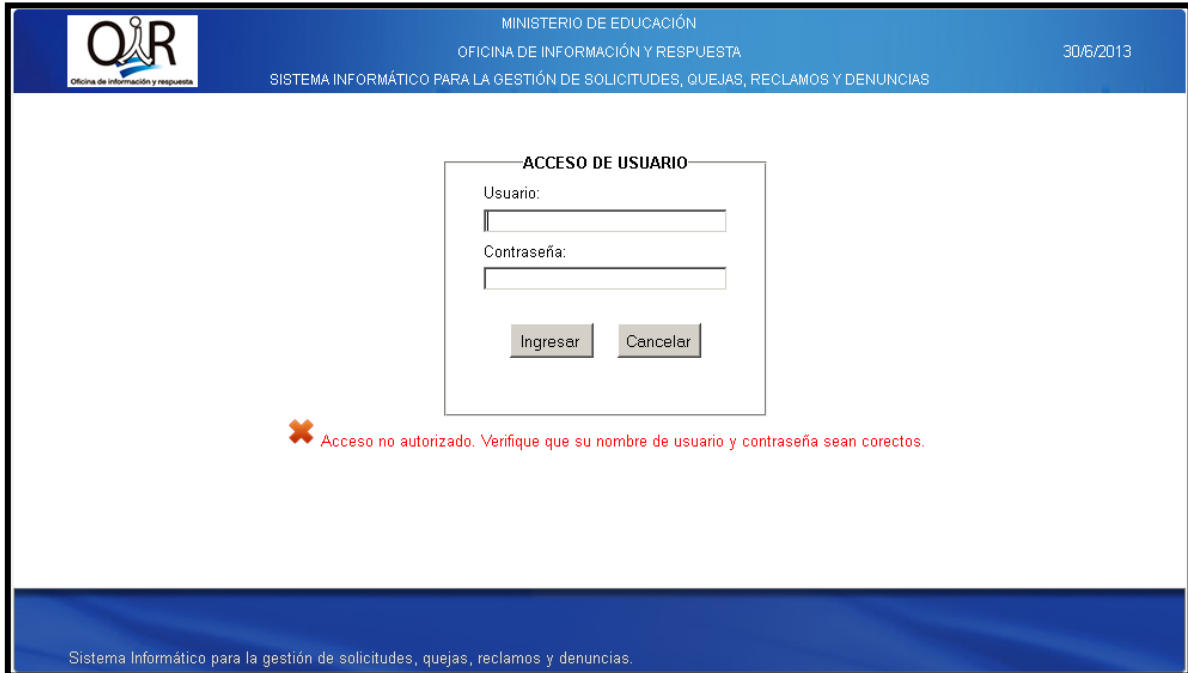 OIR
Oficina de información y respuesta
MINISTERIO DE EDUCACIÓN
OFICINA DE INFORMACIÓN Y RESPUESTA
30/6/2013
SISTEMA INFORMÁTICO PARA LA GESTIÓN DE SOLICITUDES, QUEJAS, RECLAMOS Y DENUNCIAS
ACCESO DE USUARIO
Usuario:
Contraseña:
Ingresar Cancelar
Acceso no autorizado. Verifique que su nombre de usuario y contraseña sean corectos.
Sistema Informático para la gestión de solicitudes, quejas, reclamos y denuncias.